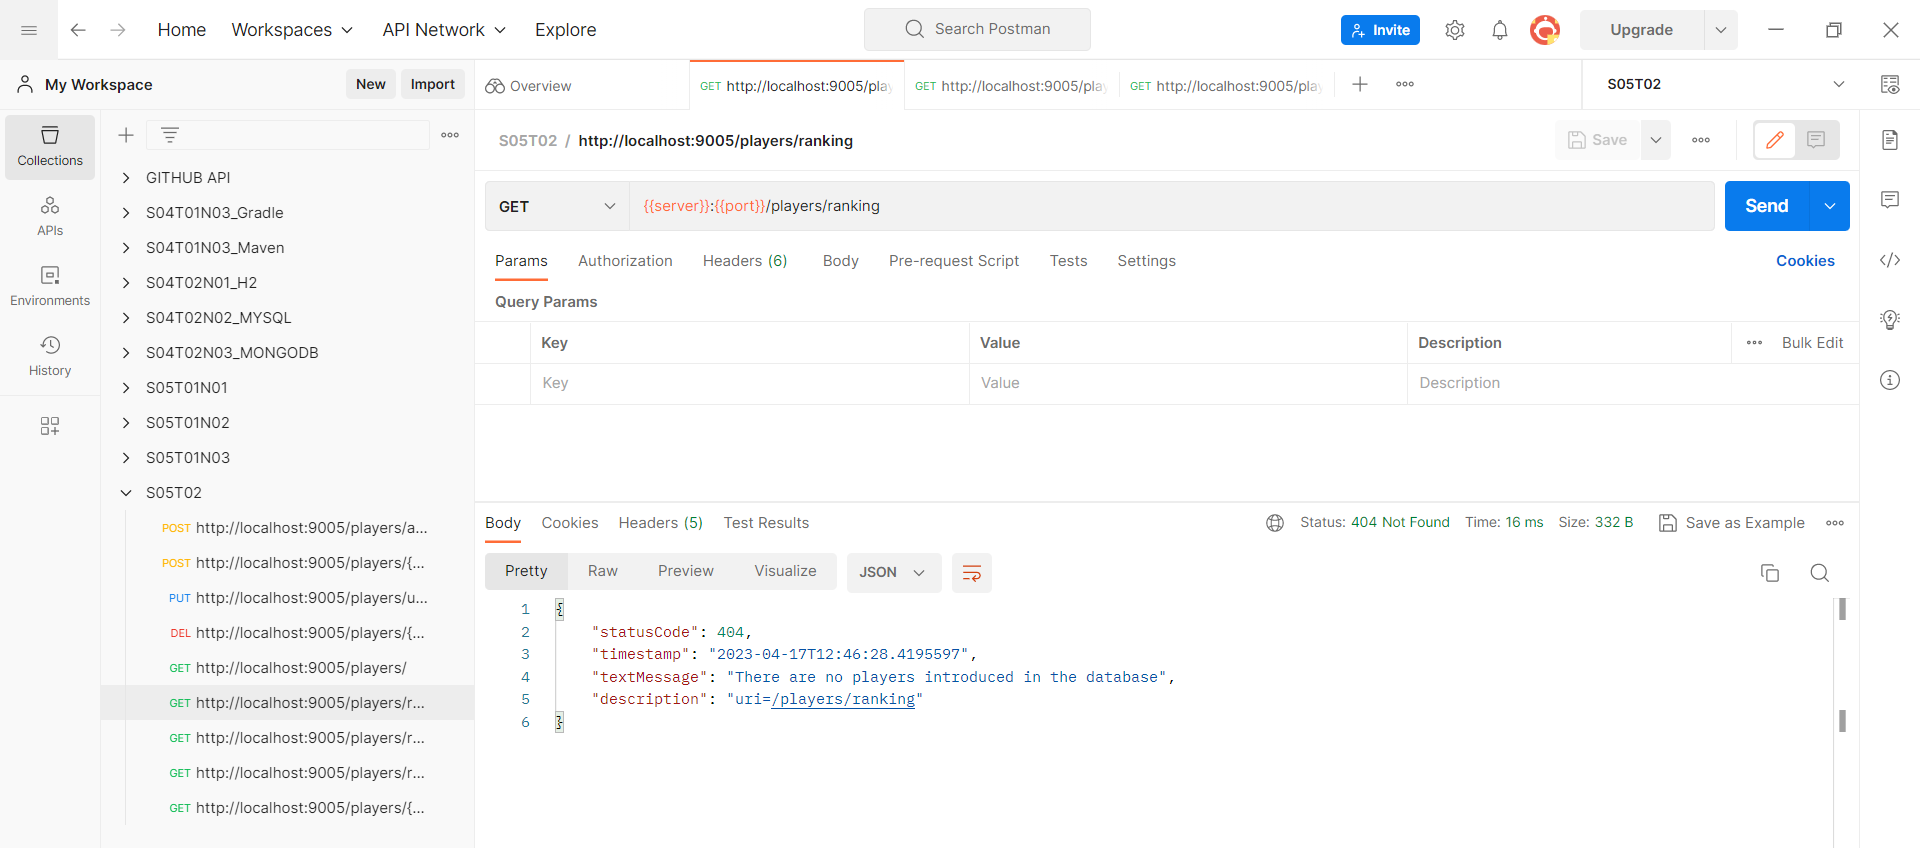 Home
Workspaces
API Network
Explore
Search Postman
Invite
Upgrade
My Workspace
New
Import
Overview
GET http://localhost:9005/pla
GET http://localhost:9005/pla
GET http://localhost:9005/pla
S05T02
Collections
APIs
Environments
History
GITHUB API
S04T01N03_Gradle
S04T01N03_Maven
S04T02N01_H2
S04T02N02_MYSQL
S04T02N03_MONGODB
S05T01N01
S05T01N02
S05T01N03
S05T02
POST http://localhost:9005/players/a...
POST http://localhost:9005/players/{...
PUT http://localhost:9005/players/u...
DEL http://localhost:9005/players/{...
GET http://localhost:9005/players/
GET http://localhost:9005/players/r...
GET http://localhost:9005/players/r...
GET http://localhost:9005/players/r...
GET http://localhost:9005/players/{...
S05T02 / http://localhost:9005/players/ranking
Save
GET
{{server}}:{{port}}/players/ranking
Send
Params
Authorization
Headers (6)
Body
Pre-request Script
Tests
Settings
Cookies
Query Params
Key
Value
Description
Bulk Edit
Key
Value
Description
Body
Cookies
Headers (5)
Test Results
Status: 404 Not Found
Time: 16 ms
Size: 332 B
Save as Example
Pretty
Raw
Preview
Visualize
JSON
1 {
2 "statusCode": 404,
3 "timestamp": "2023-04-17T12:46:28.4195597",
4 "textMessage": "There are no players introduced in the database",
5 "description": "uri=/players/ranking"
6 }